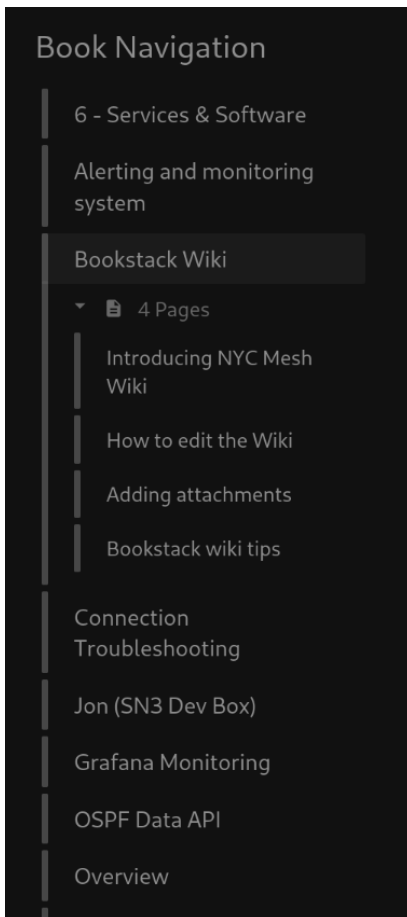 Book Navigation
6 - Services & Software
Alerting and monitoring
system
Bookstack Wiki
4 Pages
Introducing NYC Mesh
Wiki
How to edit the Wiki
Adding attachments
Bookstack wiki tips
Connection
Troubleshooting
Jon (SN3 Dev Box)
Grafana Monitoring
OSPF Data API
Overview